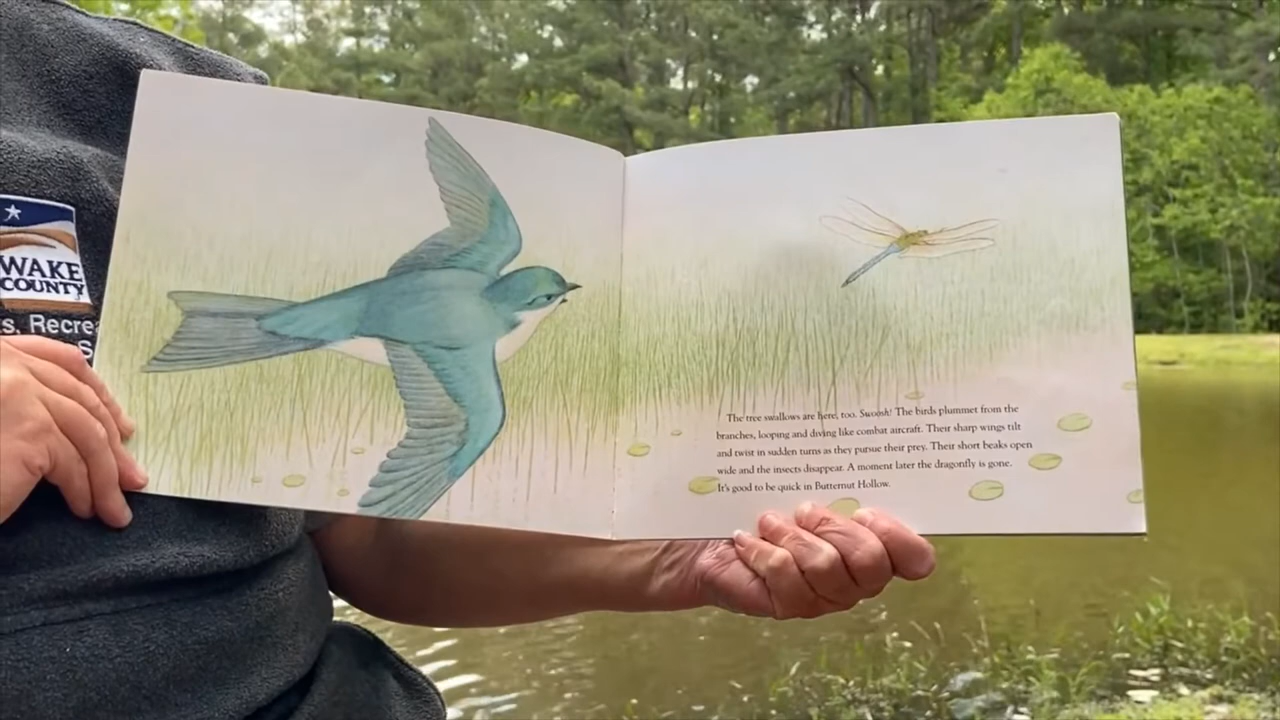 WAKE
COUNTY
s, Recre
S
The tree swallows are here, too. Swoosh! The birds plummet from the
branches, looping and diving like combat aircraft. Their sharp wings tilt
and twist in sudden turns as they pursue their prey. Their short beaks open
wide and the insects disappear. A moment later the dragonfly is gone.
It's good to be quick in Butternut Hollow.